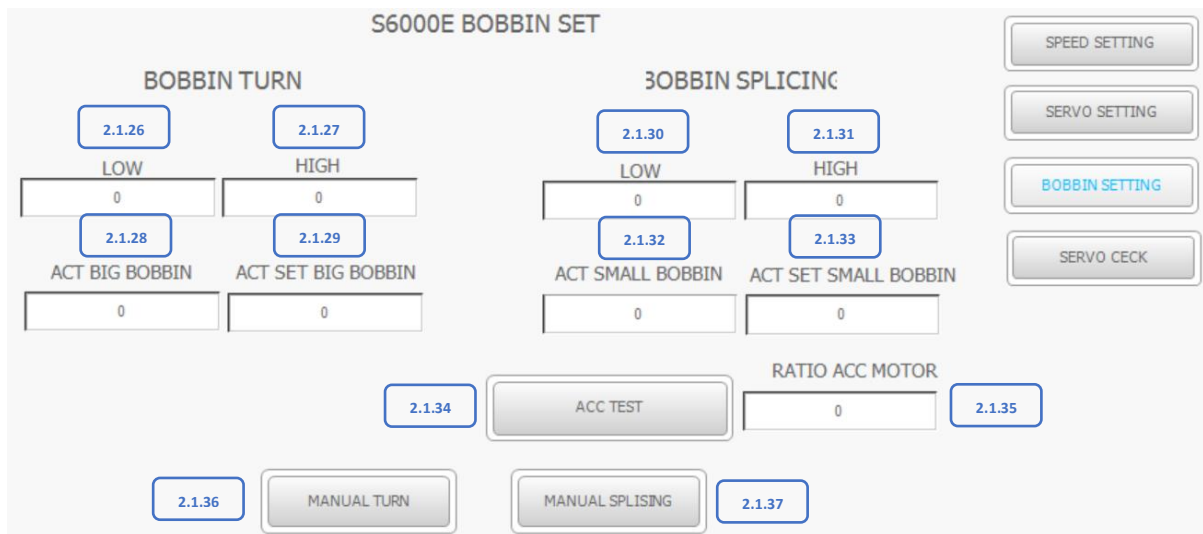 S6000E BOBBIN SET
SPEED SETTING
BOBBIN TURN
BOBBIN SPLICING
SERVO SETTING
2.1.26
2.1.27
2.1.30
2.1.31
LOW
HIGH
LOW
HIGH
BOBBIN SETTING
0
0
0
0
2.1.28
2.1.29
2.1.32
2.1.33
SERVO CECK
ACT BIG BOBBIN
ACT SET BIG BOBBIN
ACT SMALL BOBBIN
ACT SET SMALL BOBBIN
0
0
0
0
RATIO ACC MOTOR
2.1.34
ACC TEST
0
2.1.35
2.1.36
MANUAL TURN
MANUAL SPLISING
2.1.37